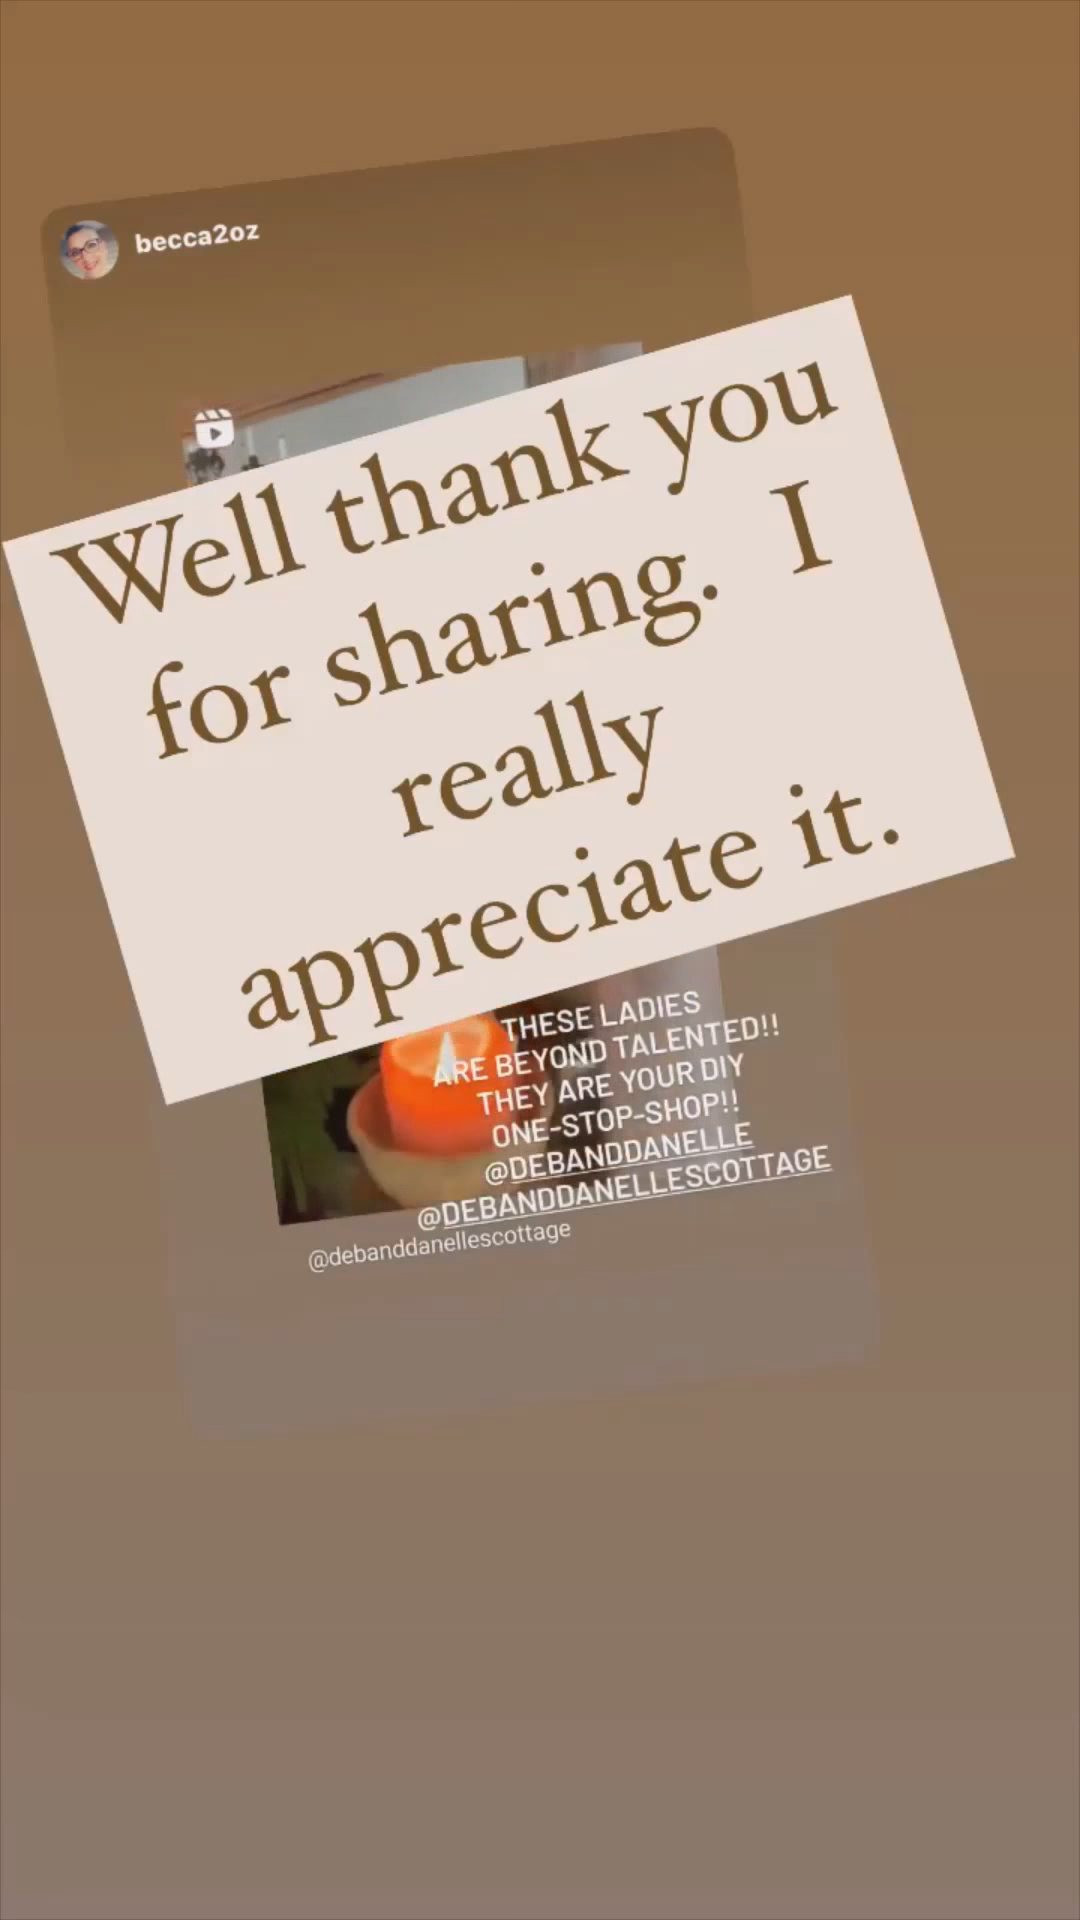 becca2oz
Well thank you
for sharing. I
really
appreciate it.
THESE LADIES
ARE BEYOND TALENTED!!
THEY ARE YOUR DIY
ONE-STOP-SHOP!!
@DEBANDDANELLE
@DEBANDDANELLESCOTTAGE
@debanddanellescottage